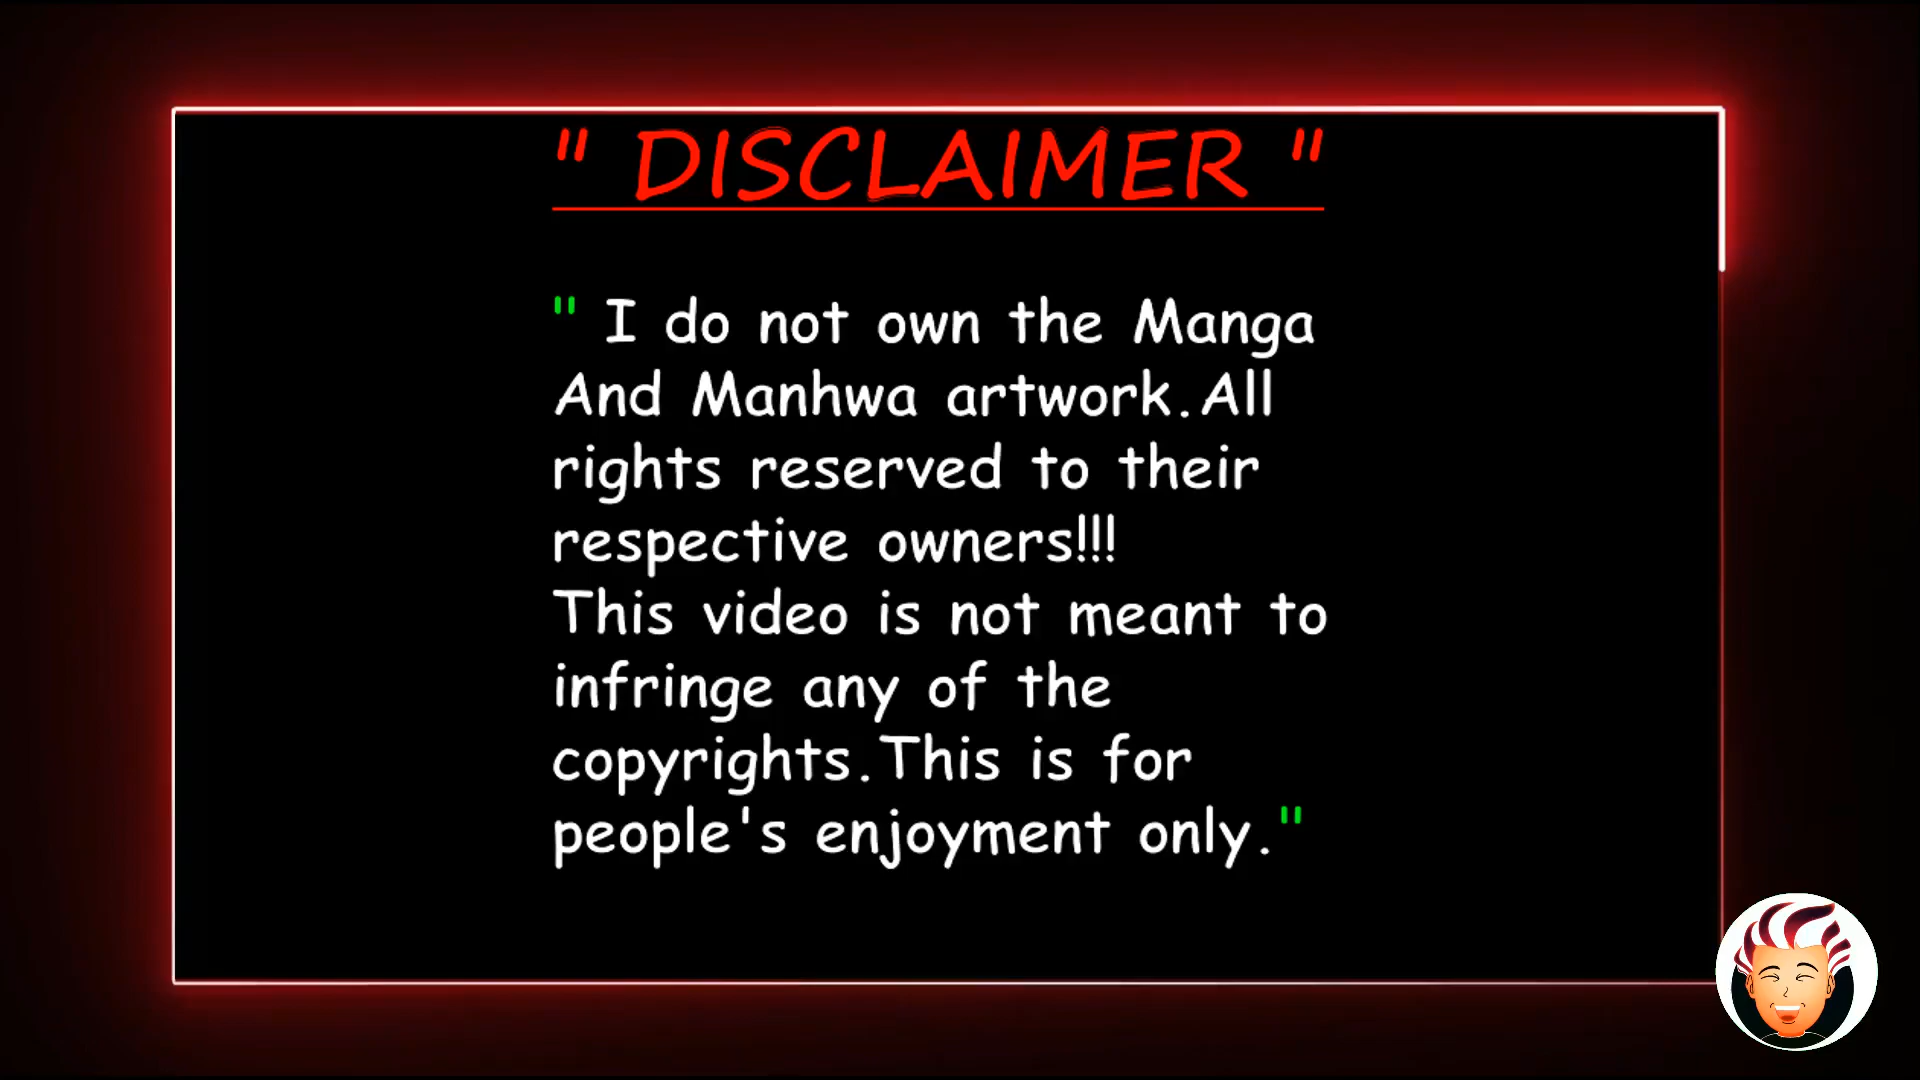 " DISCLAIMER "
" I do not own the Manga
And Manhwa artwork.All
rights reserved to their
respective owners!!!
This video is not meant to
infringe any of the
copyrights.This is for
people's enjoyment only."